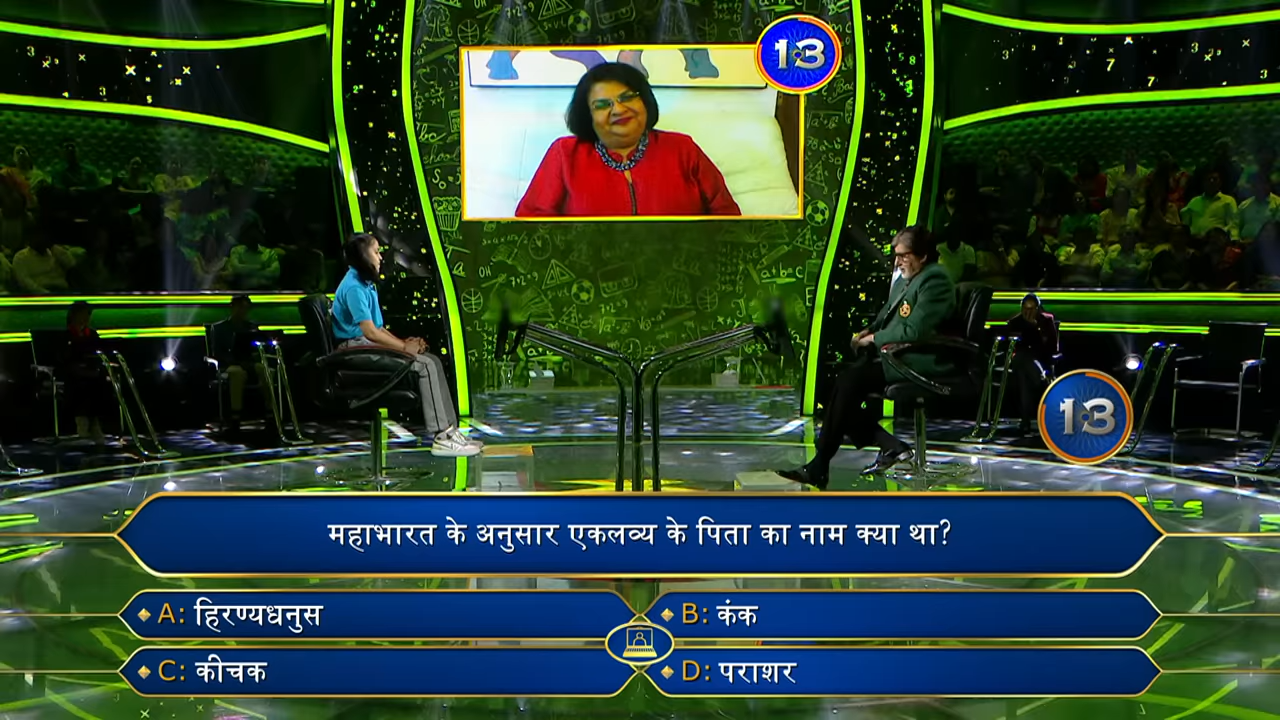 13
13
महाभारत के अनुसार एकलव्य के पिता का नाम क्या था?
A: हिरण्यधनुस
B: कंक
C: कीचक
D: पराशर